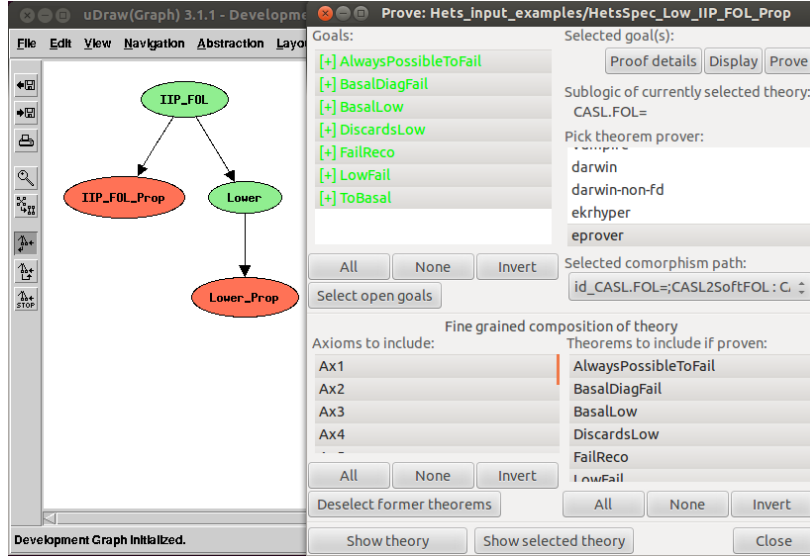 uDraw(Graph) 3.1.1 - Developme
File Edit View Navigation Abstraction Layou
IIP_FOL
IIP_FOL_Prop
Lower
Lower_Prop
STOP
Development Graph initialized.
Prove: Hets_input_examples/HetsSpec_Low_IIP_FOL_Prop
Goals:
[+] AlwaysPossibleToFail
[+] BasalDiagFail
[+] BasalLow
[+] DiscardsLow
[+] FailReco
[+] LowFail
[+] ToBasal
All None Invert
Select open goals
Selected goal(s):
Proof details Display Prove
Sublogic of currently selected theory:
CASL.FOL=
Pick theorem prover:
darwin
darwin-non-fd
ekrhyper
eprover
Selected comorphism path:
id_CASL.FOL=;CASL2SoftFOL : C
Fine grained composition of theory
Axioms to include:
Ax1
Ax2
Ax3
Ax4
All None Invert
Deselect former theorems
Theorems to include if proven:
AlwaysPossibleToFail
BasalDiagFail
BasalLow
DiscardsLow
FailReco
LowFail
All None Invert
Show theory Show selected theory Close